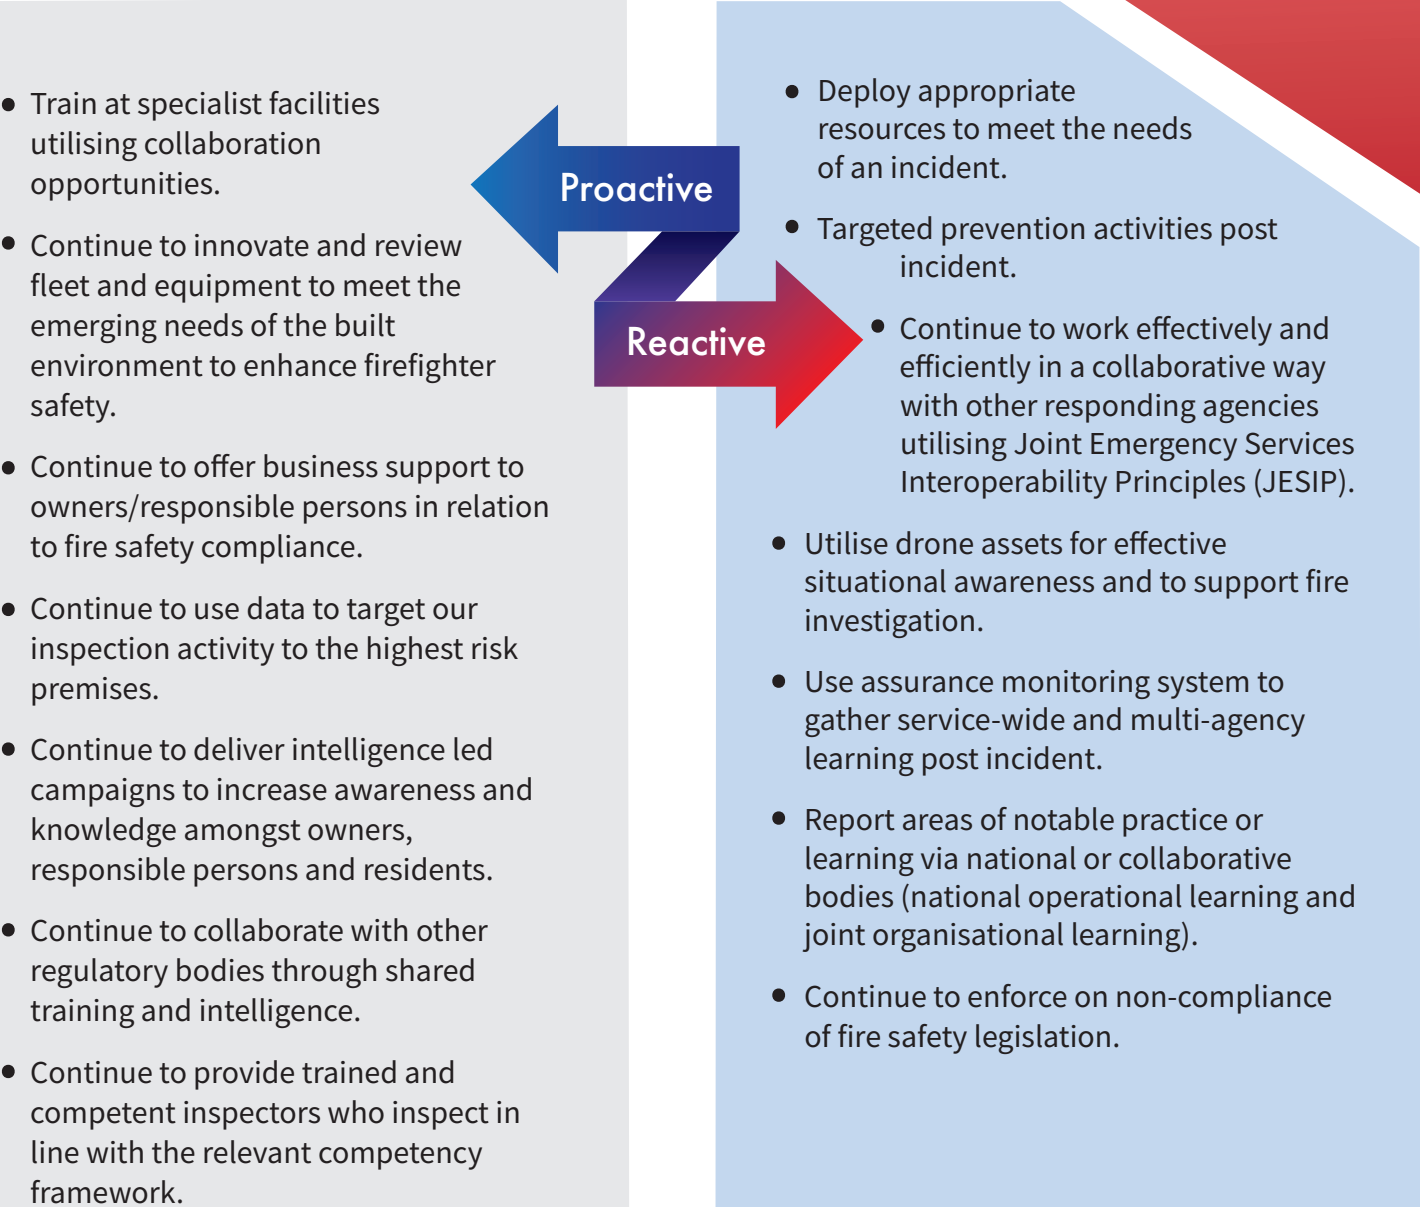 Proactive
• Train at specialist facilities
utilising collaboration
opportunities.
• Continue to innovate and review
fleet and equipment to meet the
emerging needs of the built
environment to enhance firefighter
safety.
• Continue to offer business support to
owners/responsible persons in relation
to fire safety compliance.
• Continue to use data to target our
inspection activity to the highest risk
premises.
• Continue to deliver intelligence led
campaigns to increase awareness and
knowledge amongst owners,
responsible persons and residents.
• Continue to collaborate with other
regulatory bodies through shared
training and intelligence.
• Continue to provide trained and
competent inspectors who inspect in
line with the relevant competency
framework.
Reactive
• Deploy appropriate
resources to meet the needs
of an incident.
• Targeted prevention activities post
incident.
• Continue to work effectively and
efficiently in a collaborative way
with other responding agencies
utilising Joint Emergency Services
Interoperability Principles (JESIP).
• Utilise drone assets for effective
situational awareness and to support fire
investigation.
• Use assurance monitoring system to
gather service-wide and multi-agency
learning post incident.
• Report areas of notable practice or
learning via national or collaborative
bodies (national operational learning and
joint organisational learning).
• Continue to enforce on non-compliance
of fire safety legislation.